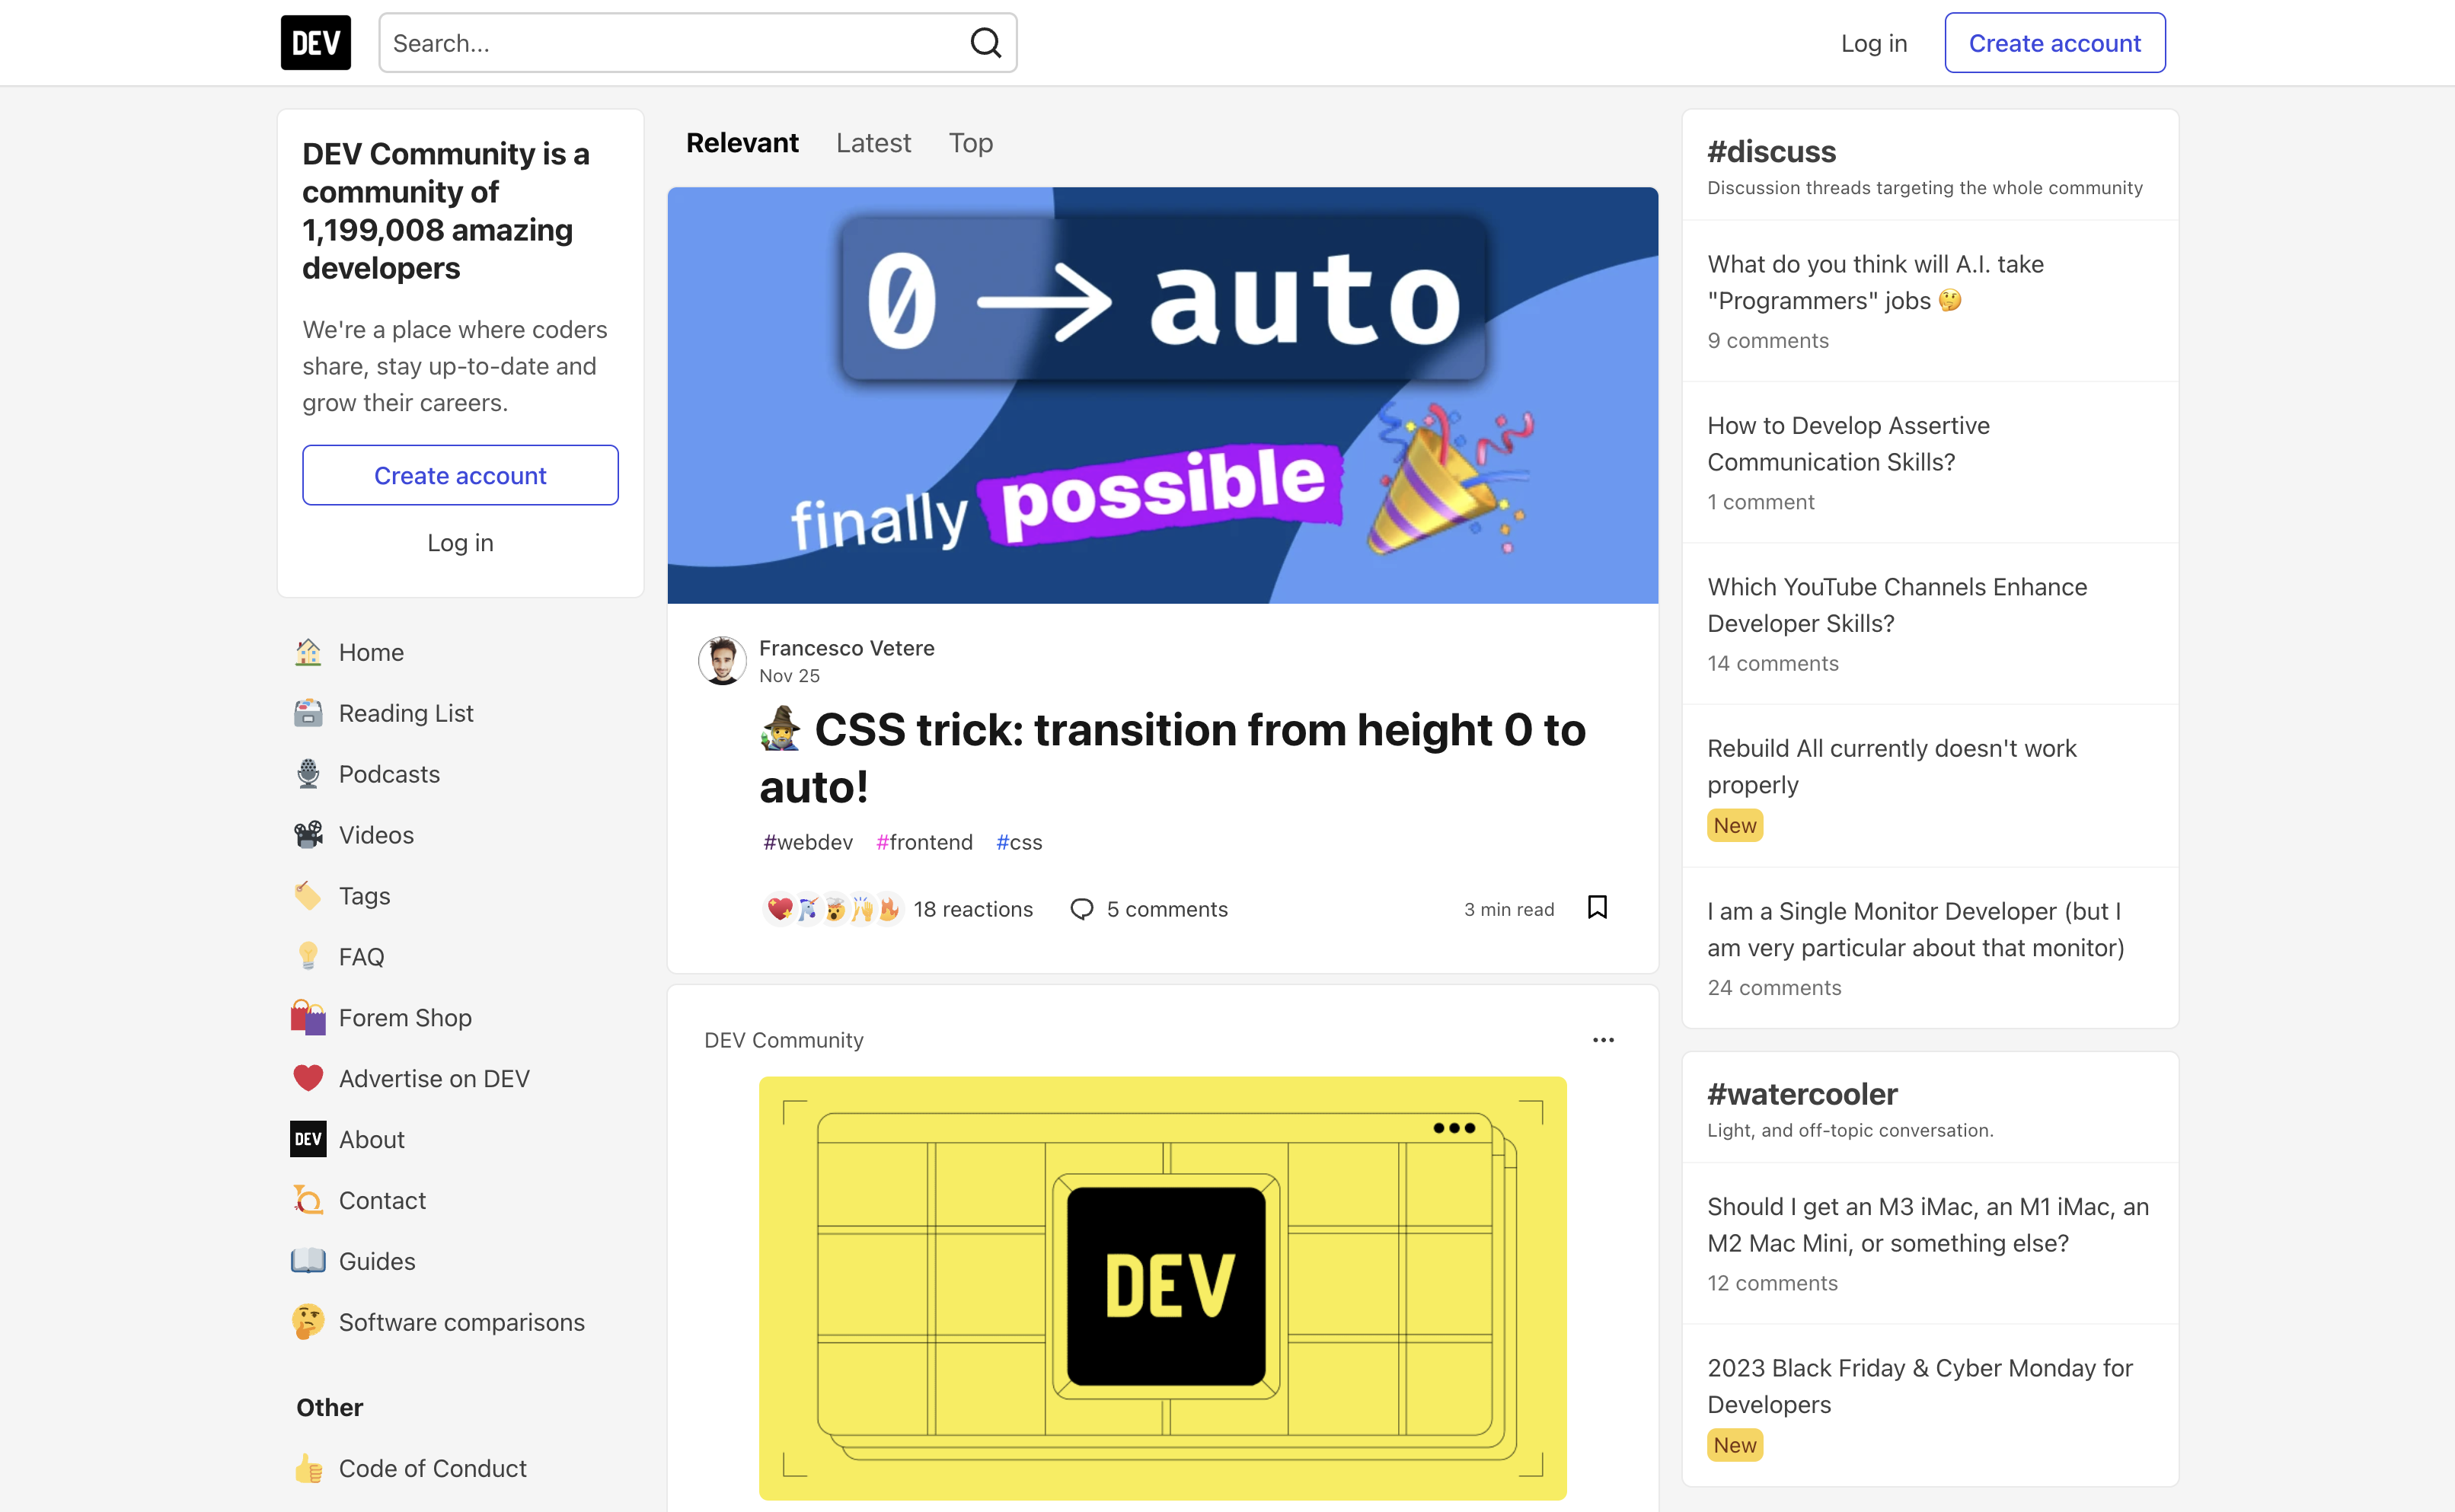 DEV
Search...
Log in
Create account
DEV Community is a
community of
1,199,008 amazing
developers
We're a place where coders
share, stay up-to-date and
grow their careers.
Create account
Log in
Home
Reading List
Podcasts
Videos
Tags
FAQ
Forem Shop
Advertise on DEV
DEV About
Contact
Guides
Software comparisons
Other
Code of Conduct
Relevant Latest Top
0 → auto
finally possible
Francesco Vetere
Nov 25
🧙‍♂️ CSS trick: transition from height 0 to
auto!
#webdev #frontend #css
18 reactions 5 comments 3 min read
DEV Community
DEV
#discuss
Discussion threads targeting the whole community
What do you think will A.I. take
"Programmers" jobs 🤔
9 comments
How to Develop Assertive
Communication Skills?
1 comment
Which YouTube Channels Enhance
Developer Skills?
14 comments
Rebuild All currently doesn't work
properly
New
I am a Single Monitor Developer (but I
am very particular about that monitor)
24 comments
#watercooler
Light, and off-topic conversation.
Should I get an M3 iMac, an M1 iMac, an
M2 Mac Mini, or something else?
12 comments
2023 Black Friday & Cyber Monday for
Developers
New